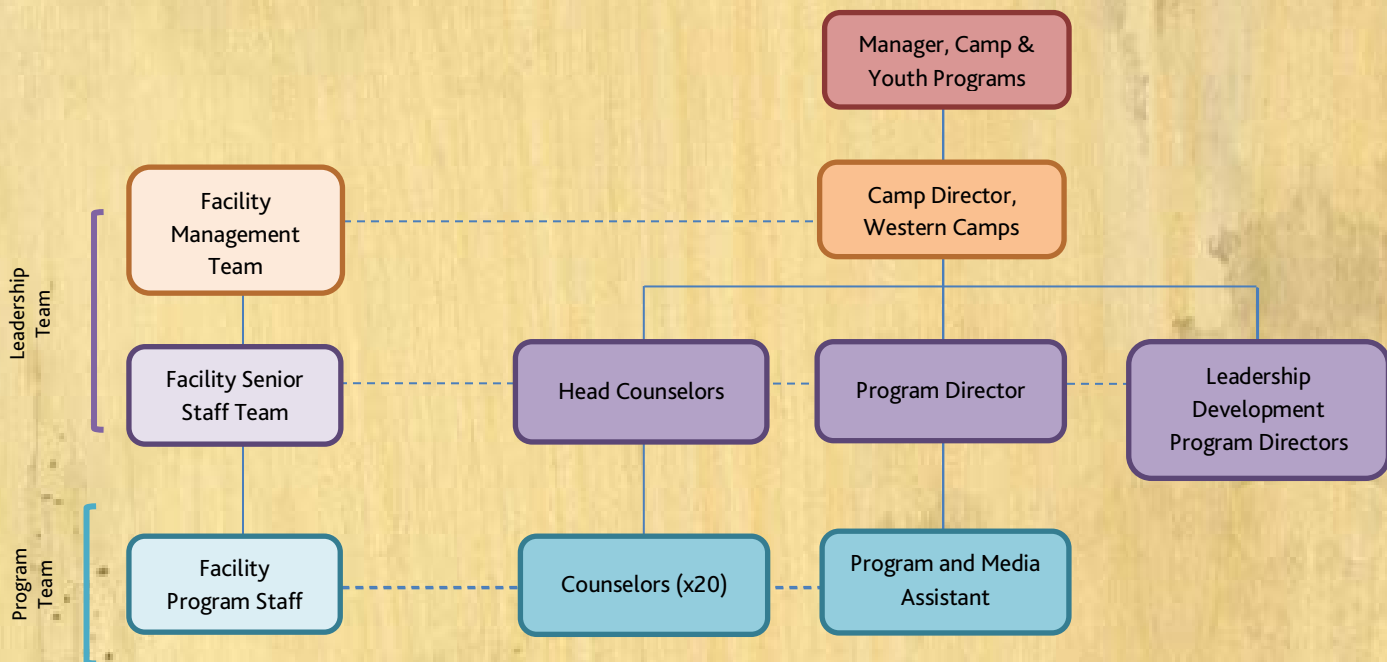 Manager, Camp &
Youth Programs
Facility
Management
Team
Camp Director,
Western Camps
Leadership
Team
Facility Senior
Staff Team
Head Counselors
Program Director
Leadership
Development
Program Directors
Program
Team
Facility
Program Staff
Counselors (x20)
Program and Media
Assistant